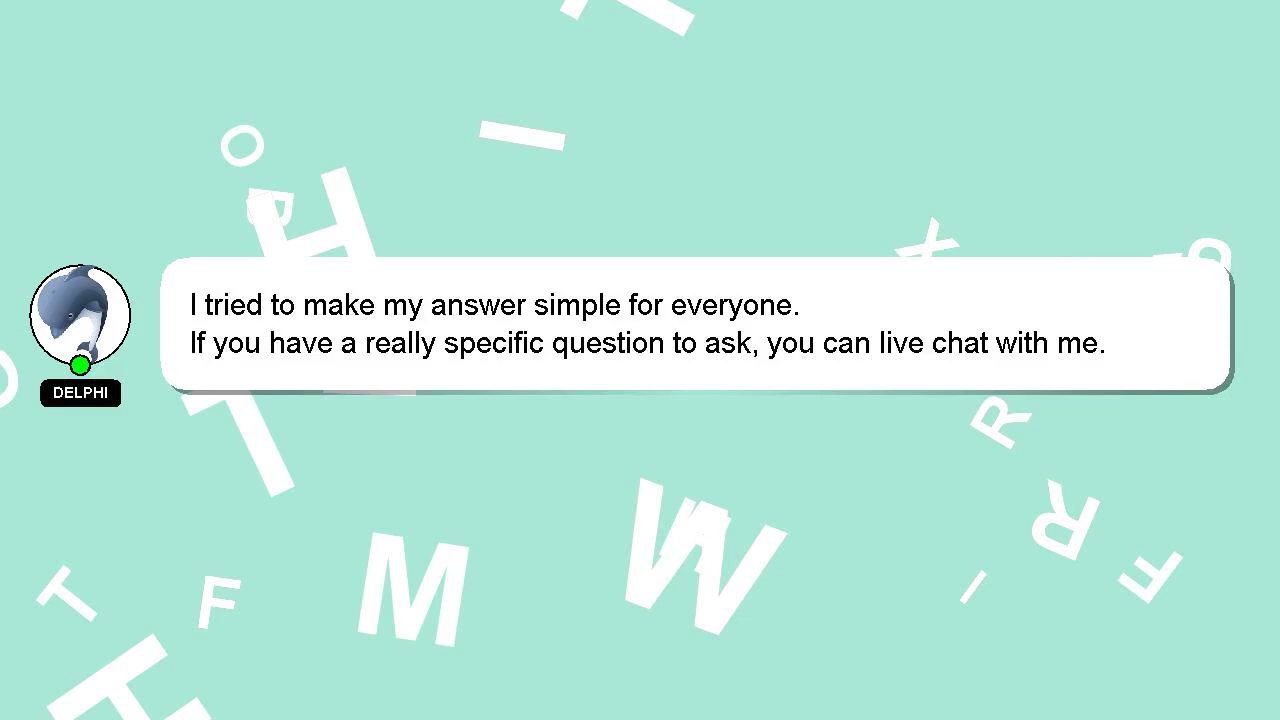 I tried to make my answer simple for everyone.
If you have a really specific question to ask, you can live chat with me.
DELPHI